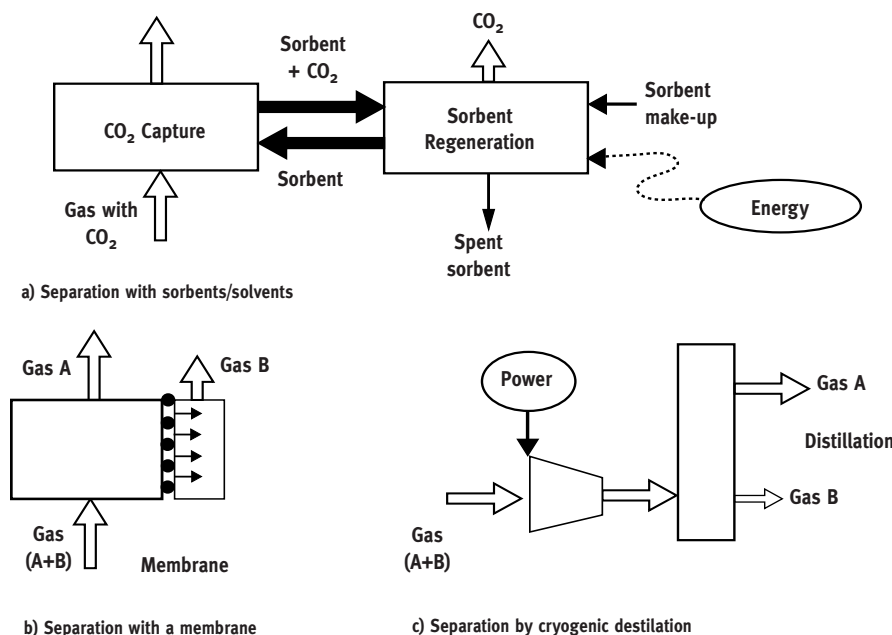 CO₂
Sorbent
+ CO₂
CO₂ Capture
Sorbent
Regeneration
Sorbent
make-up
Sorbent
Gas with
CO₂
Energy
Spent
sorbent
a) Separation with sorbents/solvents
Gas A
Gas B
Gas
(A+B)
Membrane
b) Separation with a membrane
Power
Gas A
Distillation
Gas B
Gas
(A+B)
c) Separation by cryogenic destilation